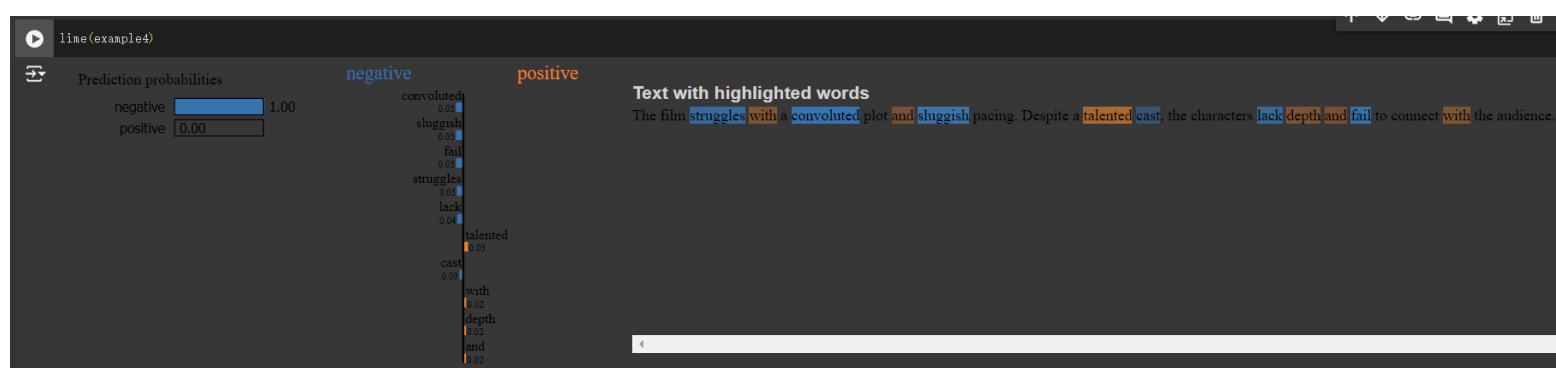 lime(example4)
Prediction probabilities
negative 1.00
positive 0.00
negative positive
convoluted
0.05
sluggish
0.05
fail
0.05
struggles
0.05
lack
0.04
talented
0.03
cast
0.03
with
0.02
depth
0.02
and
0.02
Text with highlighted words
The film struggles with a convoluted plot and sluggish pacing. Despite a talented cast, the characters lack depth and fail to connect with the audience.